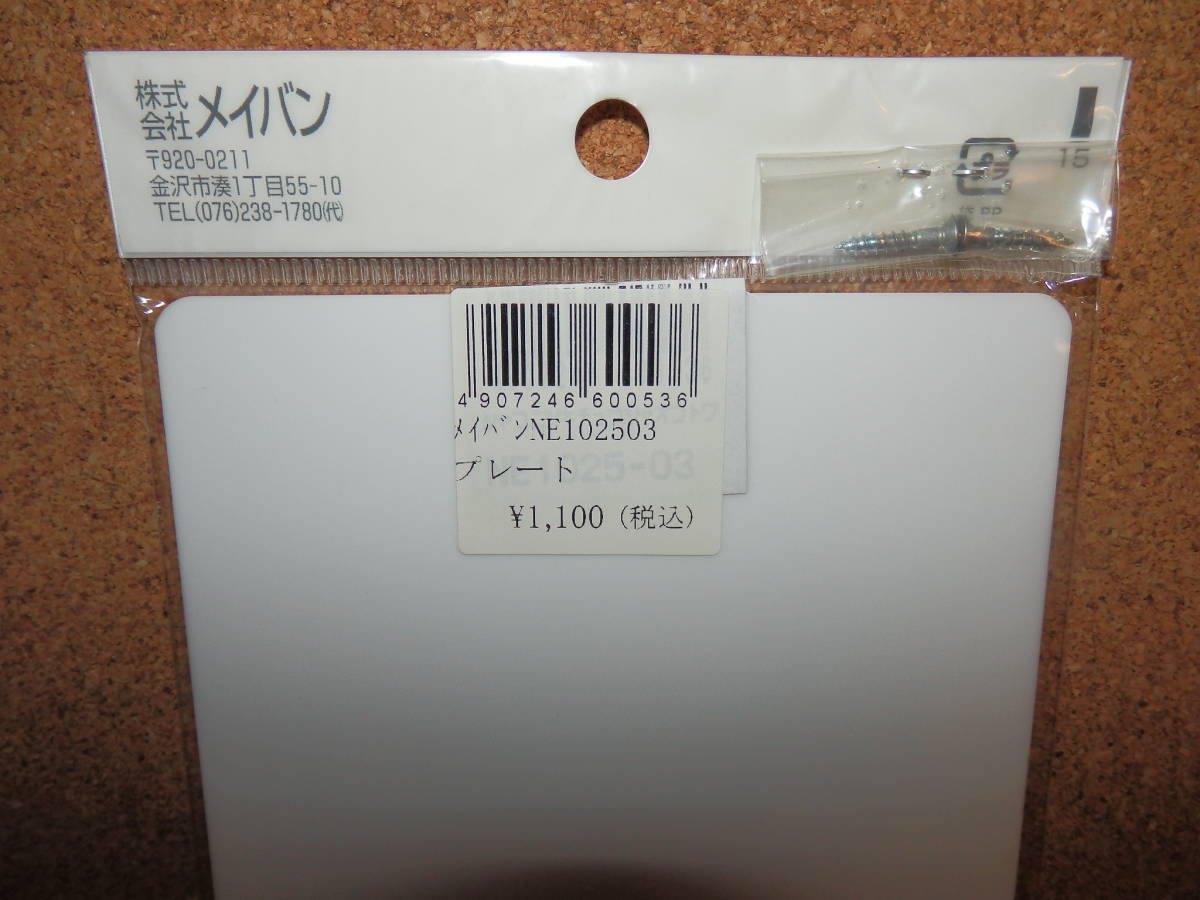 株式会社メイバン
〒920-0211
金沢市湊1丁目55-10
TEL(076)238-1780(代)
15
4 907246 600536
ﾒｲﾊﾞﾝNE102503
プレート
¥1,100 (税込)